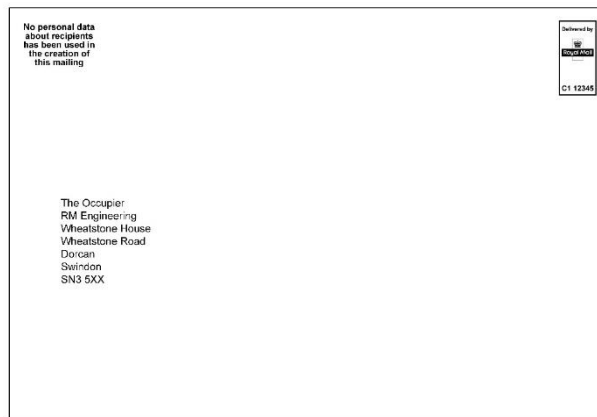 No personal data
about recipients
has been used in
the creation of
this mailing
Delivered by
Royal Mail
C1 12345
The Occupier
RM Engineering
Wheatstone House
Wheatstone Road
Dorcan
Swindon
SN3 5XX